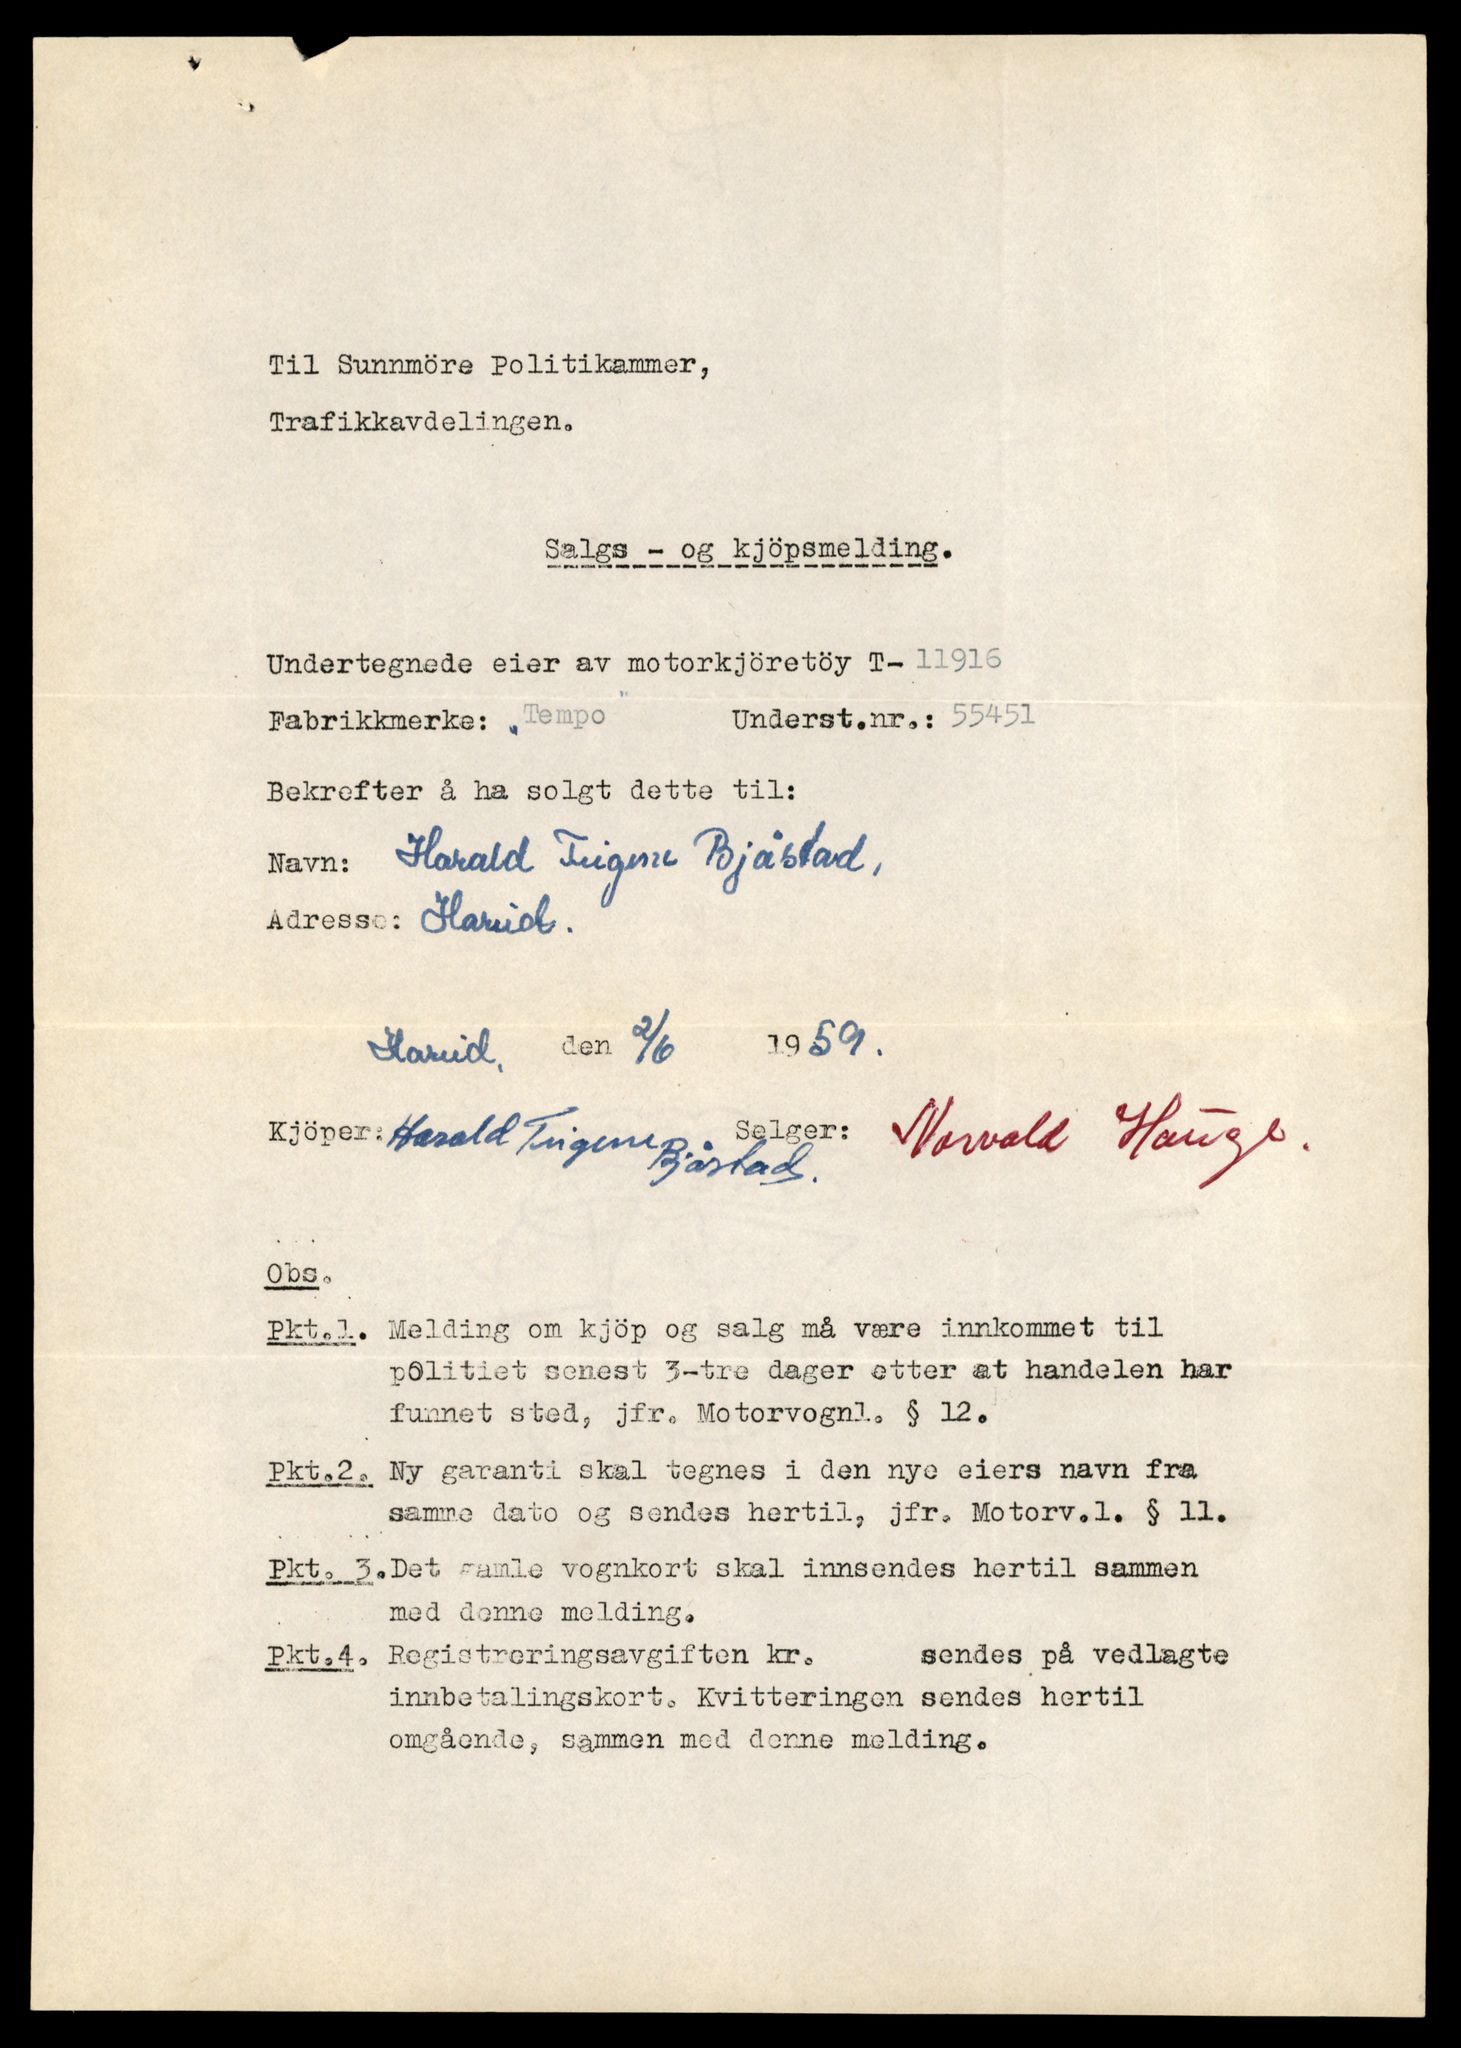 Til Sunnmöre Politikammer,
Trafikkavdelingen.
Salgs - og kjöpsmelding.
Undertegnede eier av motorkjöretöy T- 11916
Fabrikkmerke: „Tempo" Underst.nr.: 55451
Bekrefter å ha solgt dette til:
Navn: Harald Bjåstad,
Adresse: Hareid.
Hareid, den 2/6 1959.
Kjöper: Harald Selger: Norvald Hauge.
Bjåstad.
Obs.
Pkt.1. Melding om kjöp og salg må være innkommet til
politiet senest 3-tre dager etter at handelen har
funnet sted, jfr. Motorvognl. § 12.
Pkt.2. Ny garanti skal tegnes i den nye eiers navn fra
samme dato og sendes hertil, jfr. Motorv.l. § 11.
Pkt. 3. Det gamle vognkort skal innsendes hertil sammen
med denne melding.
Pkt.4. Registreringsavgiften kr. sendes på vedlagte
innbetalingskort. Kvitteringen sendes hertil
omgående, sammen med denne melding.